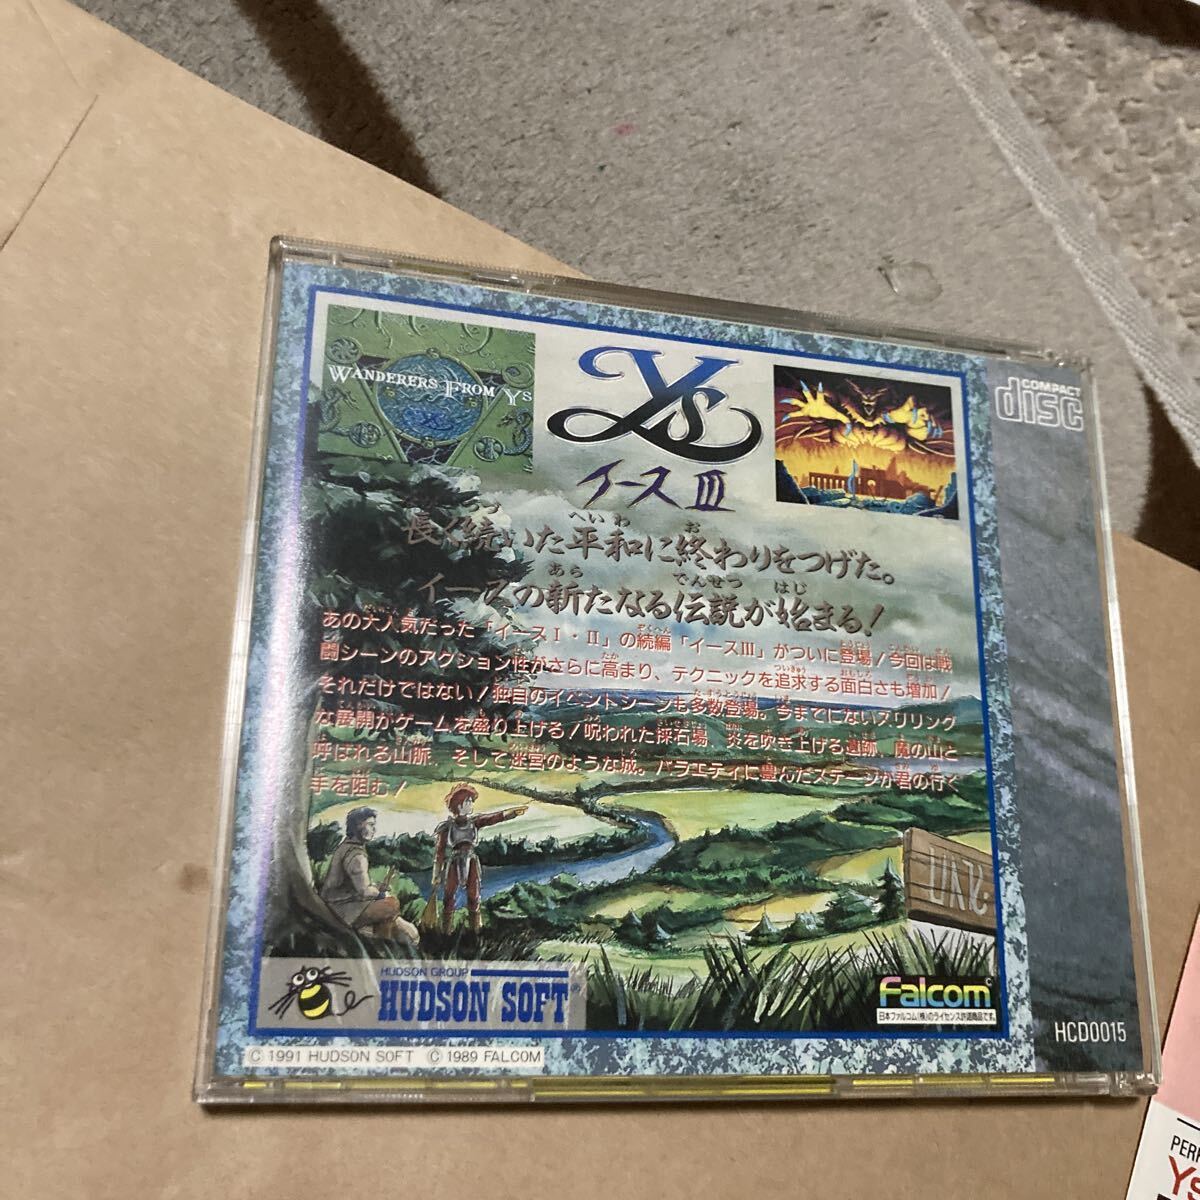 WANDERERS FROM YS
Ys
イースIII
長く続いた平和に終わりをつげた。
イースの新たなる伝説が始まる!
あの大人気だった「イースI・II」の続編「イースIII」がついに登場!今回は戦
闘シーンのアクション性がさらに高まり、テクニックを追求する面白さも増加!
それだけではない!独自のイベントシーンも多数登場。今までにないスリリング
な展開がゲームを盛り上げる!呪われた採石場、炎を吹き上げる遺跡、魔の山と
呼ばれる山脈、そして迷宮のような城。バラエティに豊んだステージが君の行く
手を阻む!
COMPACT
disc
HUDSON GROUP
HUDSON SOFT
Falcom
日本ファルコム(株)のライセンス許諾商品です。
© 1991 HUDSON SOFT © 1989 FALCOM
HCD0015
PERF
Ys